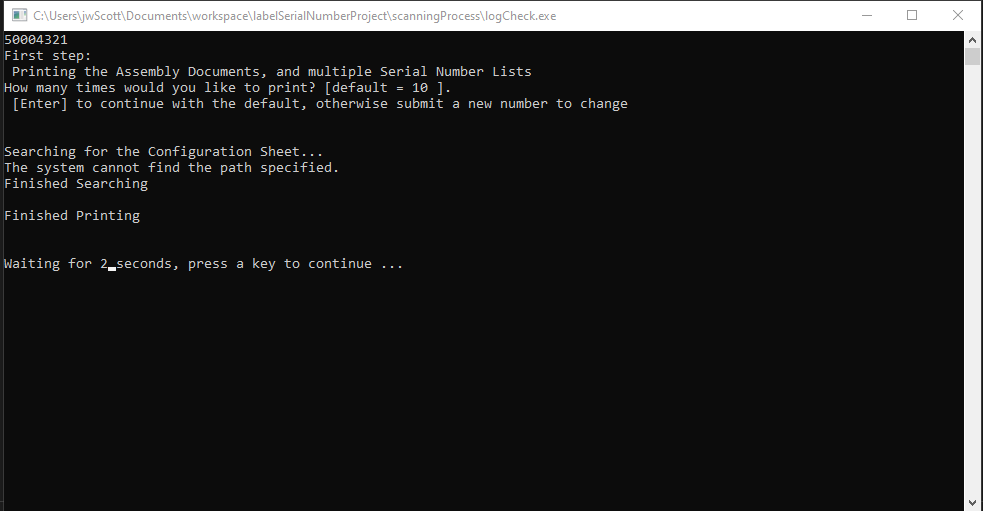 C:\Users\jwScott\Documents\workspace\labelSerialNumberProject\scanningProcess\logCheck.exe
50004321
First step:
Printing the Assembly Documents, and multiple Serial Number Lists
How many times would you like to print? [default = 10 ].
[Enter] to continue with the default, otherwise submit a new number to change
Searching for the Configuration Sheet...
The system cannot find the path specified.
Finished Searching
Finished Printing
Waiting for 2 seconds, press a key to continue ...